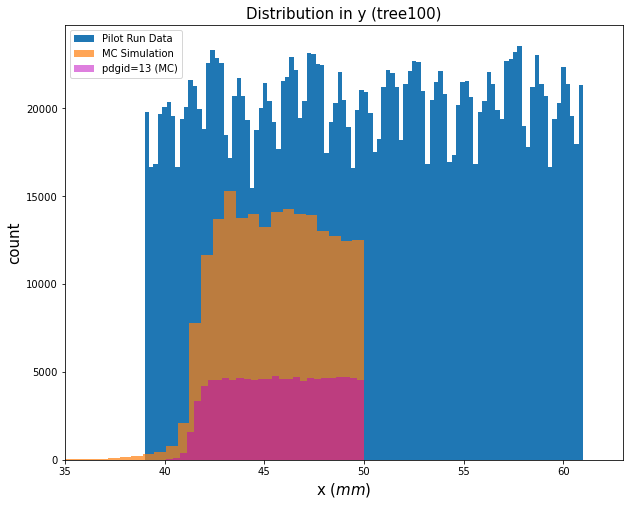 Distribution in y (tree100)
Pilot Run Data
MC Simulation
pdgid=13 (MC)
count
20000
15000
10000
5000
0
35 40 45 50 55 60
x (mm)